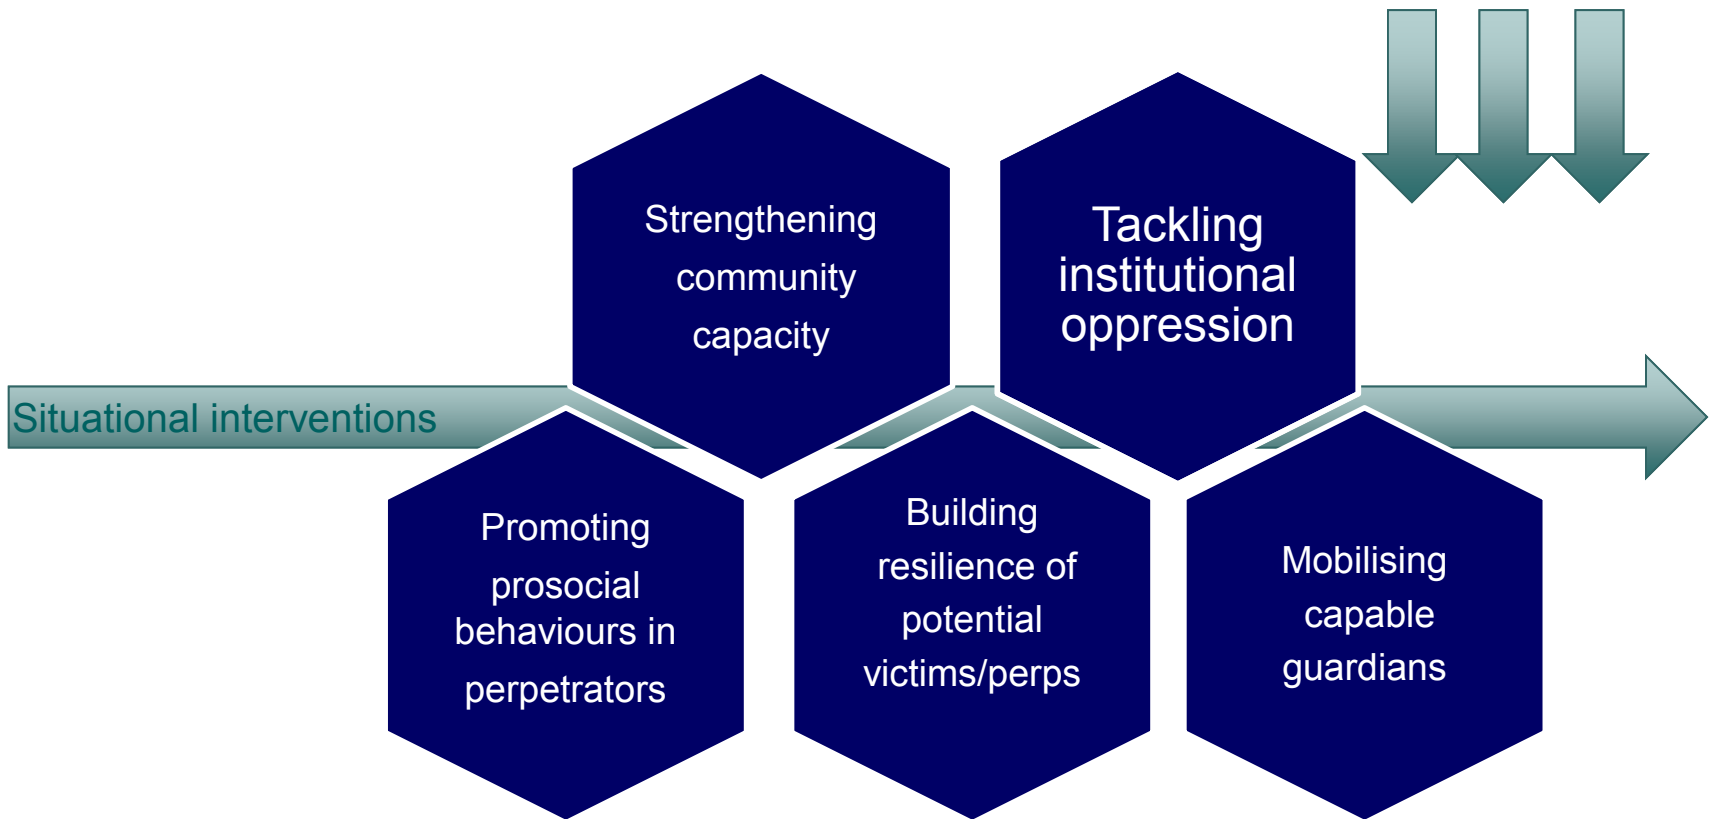 Strengthening
community
capacity
Tackling
institutional
oppression
Situational interventions
Promoting
prosocial
behaviours in
perpetrators
Building
resilience of
potential
victims/perps
Mobilising
capable
guardians